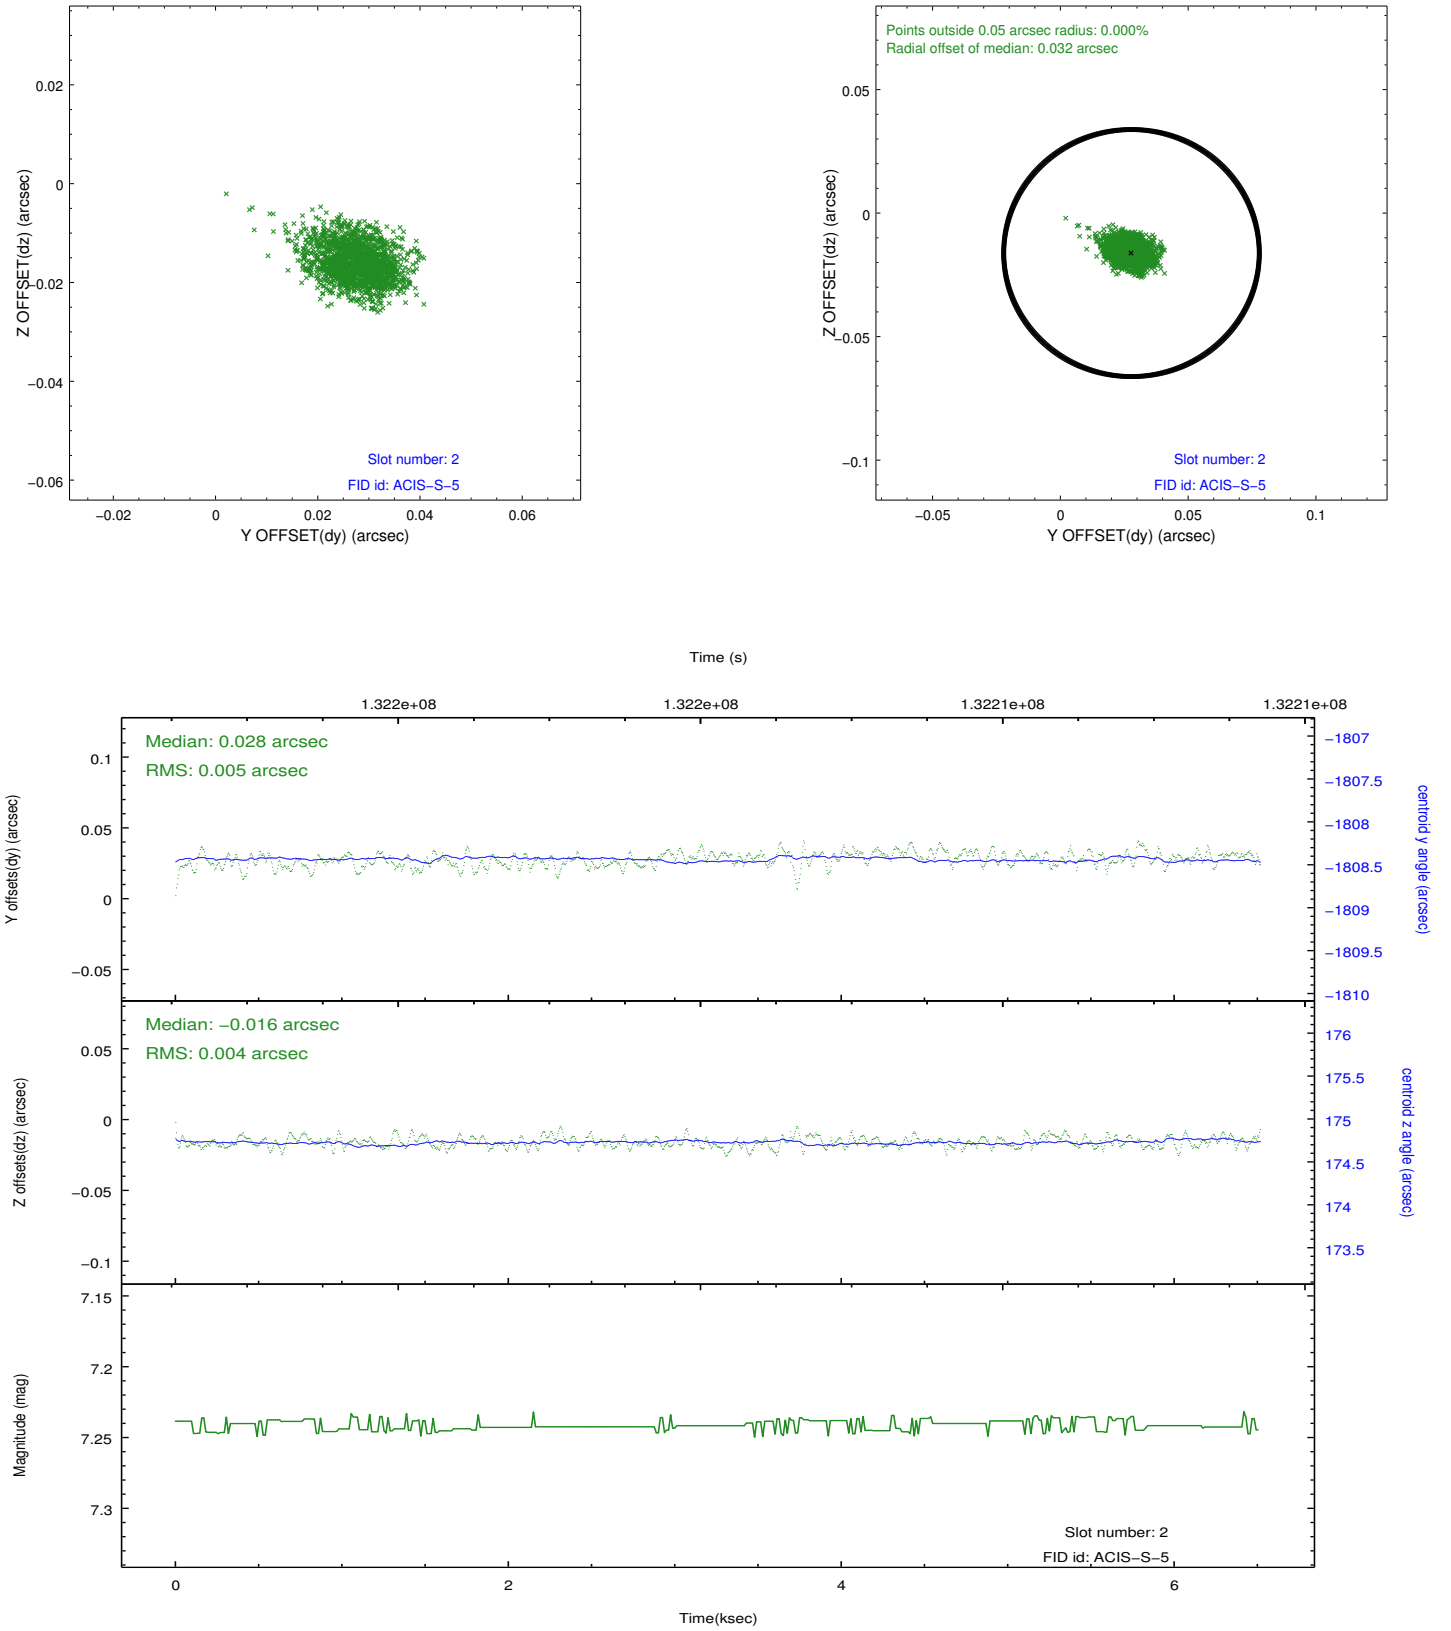 0.02
0
−0.02
−0.04
−0.06
Z OFFSET(dz) (arcsec)
Slot number: 2
FID id: ACIS−S−5
−0.02
0
0.02
0.04
0.06
Y OFFSET(dy) (arcsec)
Points outside 0.05 arcsec radius: 0.000%
Radial offset of median: 0.032 arcsec
0.05
0
−0.05
−0.1
Z OFFSET(dz) (arcsec)
Slot number: 2
FID id: ACIS−S−5
−0.05
0
0.05
0.1
Y OFFSET(dy) (arcsec)
Time (s)
1.322e+08
1.322e+08
1.3221e+08
1.3221e+08
Median: 0.028 arcsec
RMS: 0.005 arcsec
0.1
0.05
0
−0.05
Y offsets(dy) (arcsec)
−1807
−1807.5
−1808
−1808.5
−1809
−1809.5
−1810
centroid y angle (arcsec)
Median: −0.016 arcsec
RMS: 0.004 arcsec
0.05
0
−0.05
−0.1
Z offsets(dz) (arcsec)
176
175.5
175
174.5
174
173.5
centroid z angle (arcsec)
7.15
7.2
7.25
7.3
Magnitude (mag)
Slot number: 2
FID id: ACIS−S−5
0
2
4
6
Time(ksec)